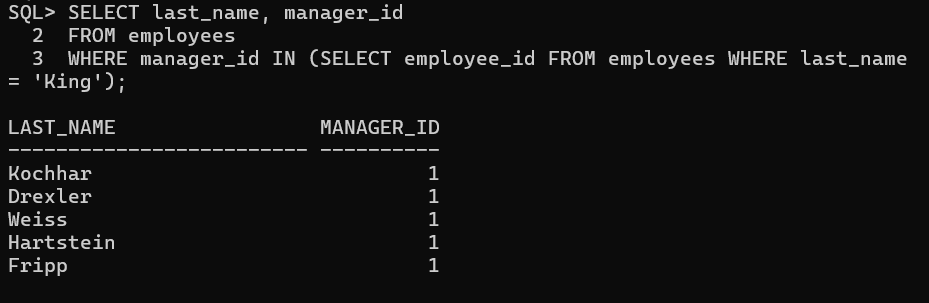 SQL> SELECT last_name, manager_id
  2  FROM employees
  3  WHERE manager_id IN (SELECT employee_id FROM employees WHERE last_name
= 'King');

LAST_NAME                 MANAGER_ID
------------------------- ----------
Kochhar                            1
Drexler                            1
Weiss                              1
Hartstein                          1
Fripp                              1